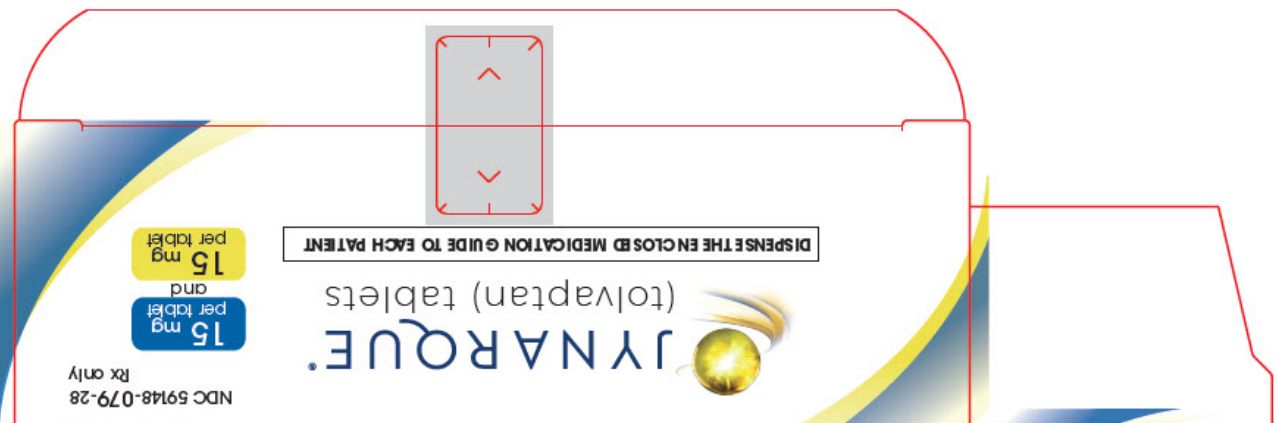 NDC 59148-079-28
Rx only
15 mg
per tablet
and
15 mg
per tablet
JYNARQUE®
(tolvaptan) tablets
DISPENSE THE ENCLOSED MEDICATION GUIDE TO EACH PATIENT